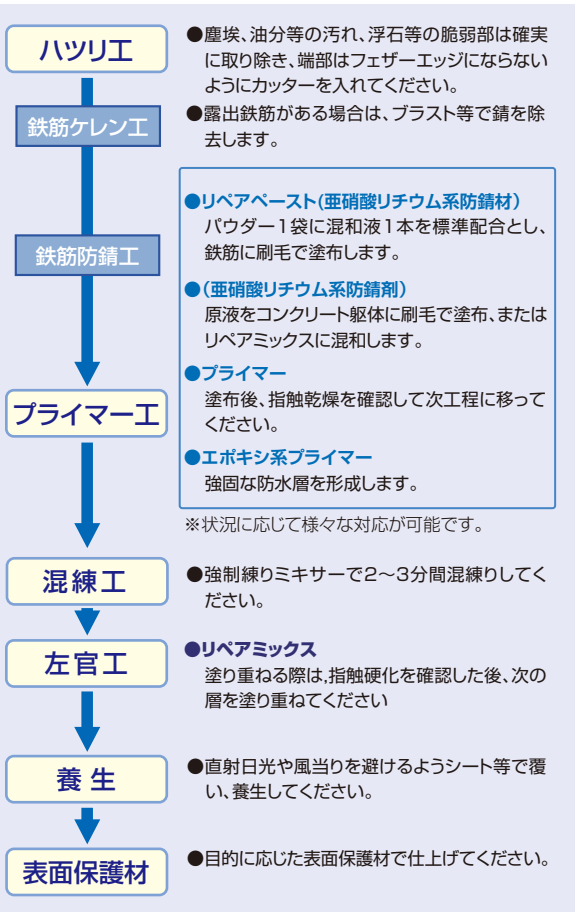 ハツリ工
●塵埃、油分等の汚れ、浮石等の脆弱部は確実
に取り除き、端部はフェザーエッジにならない
ようにカッターを入れてください。
鉄筋ケレン工
●露出鉄筋がある場合は、ブラスト等で錆を除
去します。
鉄筋防錆工
●リペアペースト(亜硝酸リチウム系防錆材)
パウダー1袋に混和液1本を標準配合とし、
鉄筋に刷毛で塗布します。
●(亜硝酸リチウム系防錆剤)
原液をコンクリート躯体に刷毛で塗布、または
リペアミックスに混和します。
プライマー工
●プライマー
塗布後、指触乾燥を確認して次工程に移って
ください。
●エポキシ系プライマー
強固な防水層を形成します。
※状況に応じて様々な対応が可能です。
混練工
●強制練りミキサーで2〜3分間混練りしてく
ださい。
左官工
●リペアミックス
塗り重ねる際は,指触硬化を確認した後、次の
層を塗り重ねてください
養 生
●直射日光や風当りを避けるようシート等で覆
い、養生してください。
表面保護材
●目的に応じた表面保護材で仕上げてください。